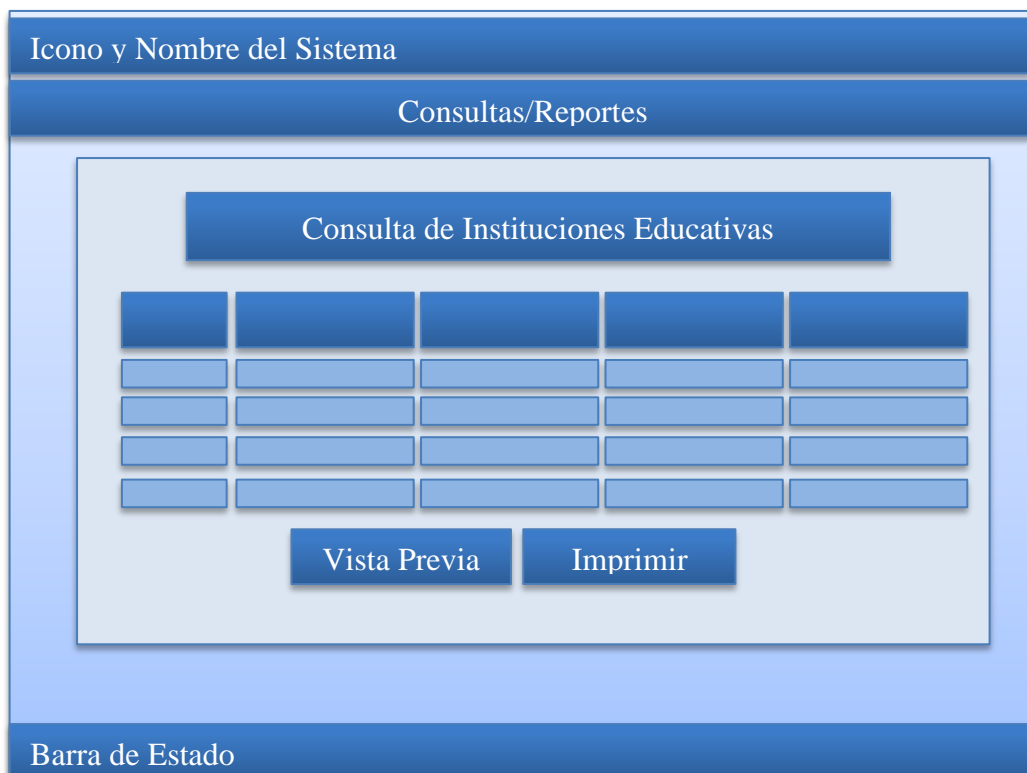 Icono y Nombre del Sistema
Consultas/Reportes
Consulta de Instituciones Educativas
Vista Previa
Imprimir
Barra de Estado